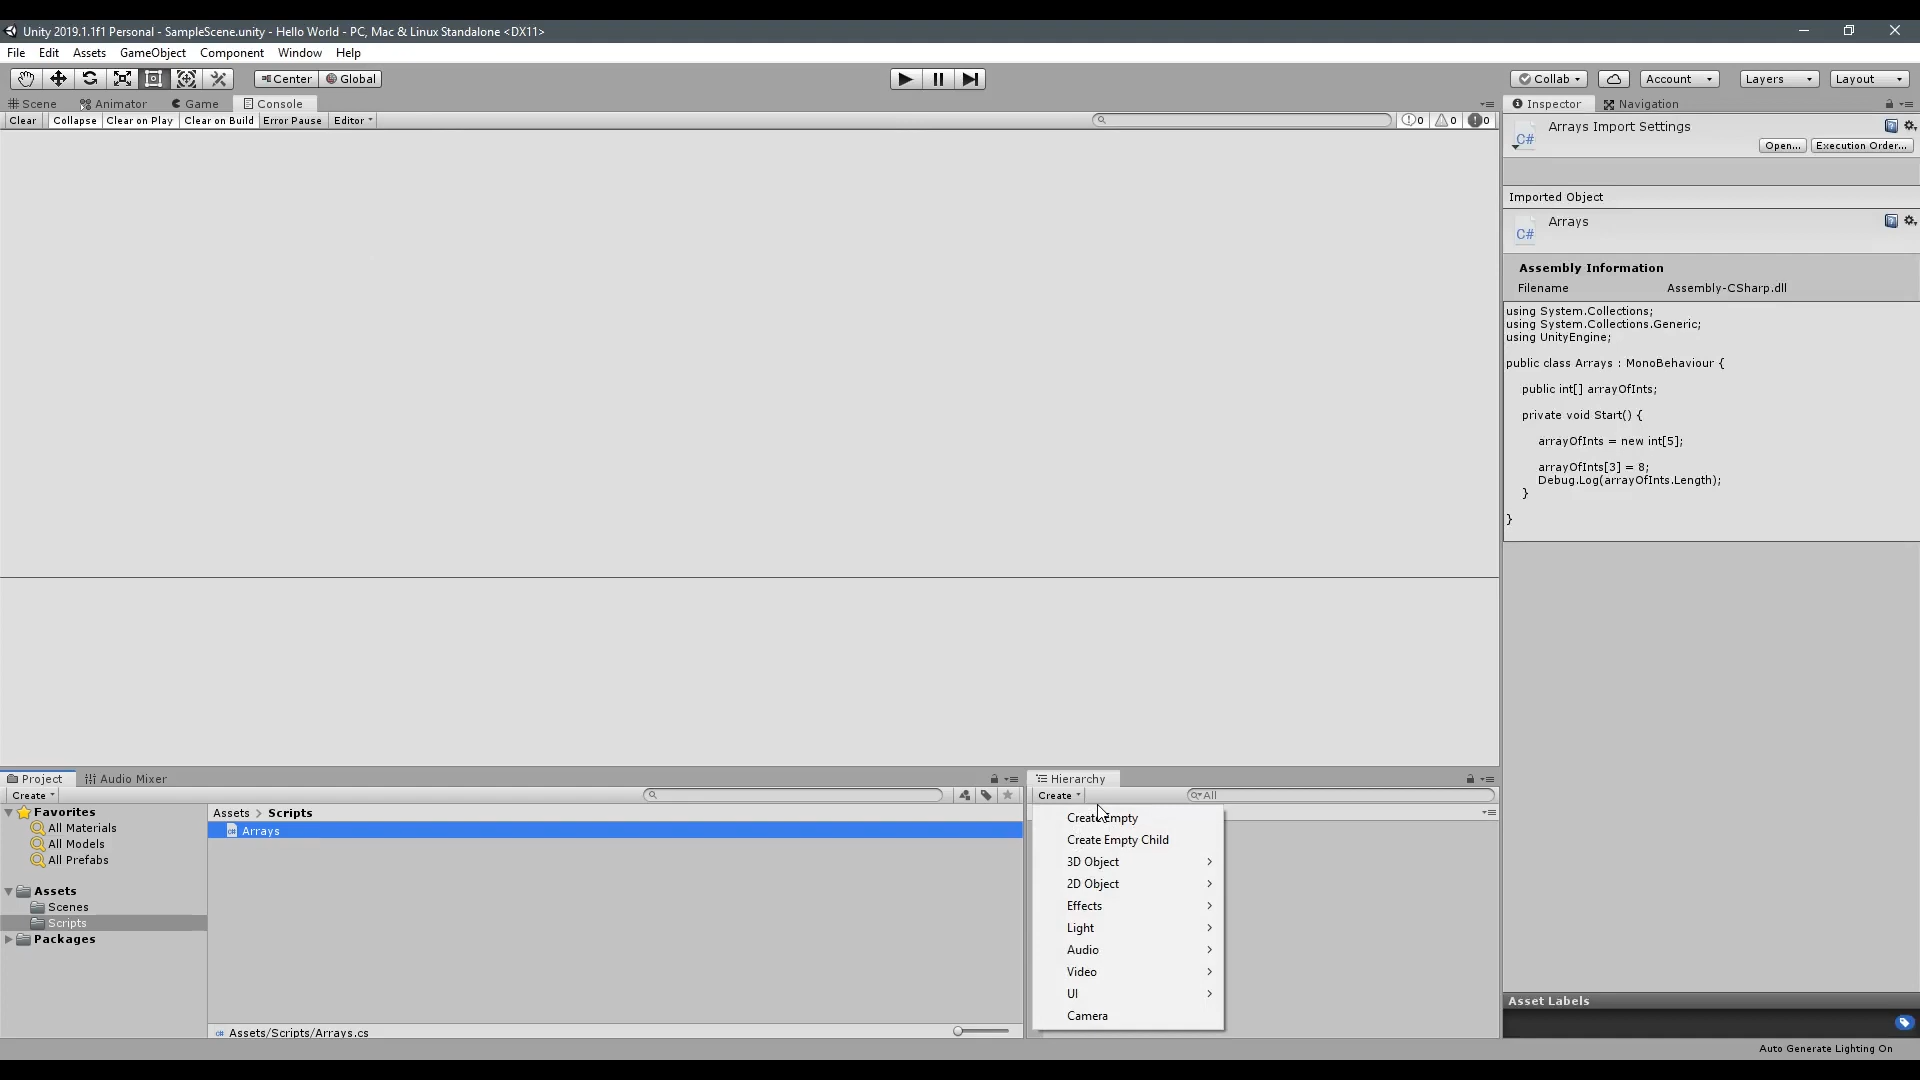 Unity 2019.1.1f1 Personal - SampleScene.unity - Hello World - PC, Mac & Linux Standalone <DX11>
File Edit Assets GameObject Component Window Help
Center Global Collab Account Layers Layout
Scene Animator Game Console
Clear Collapse Clear on Play Clear on Build Error Pause Editor 0 0 0
Inspector Navigation
Arrays Import Settings
C#
Open... Execution Order...
Imported Object
Arrays
C#
Assembly Information
Filename Assembly-CSharp.dll
using System.Collections;
using System.Collections.Generic;
using UnityEngine;
public class Arrays : MonoBehaviour {
public int[] arrayOfInts;
private void Start() {
arrayOfInts = new int[5];
arrayOfInts[3] = 8;
Debug.Log(arrayOfInts.Length);
}
}
Project Audio Mixer
Create
Favorites
All Materials
All Models
All Prefabs
Assets
Scenes
Scripts
Packages
Assets > Scripts
Arrays
Assets/Scripts/Arrays.cs
Hierarchy
Create All
Create Empty
Create Empty Child
3D Object
2D Object
Effects
Light
Audio
Video
UI
Camera
Asset Labels
Auto Generate Lighting On